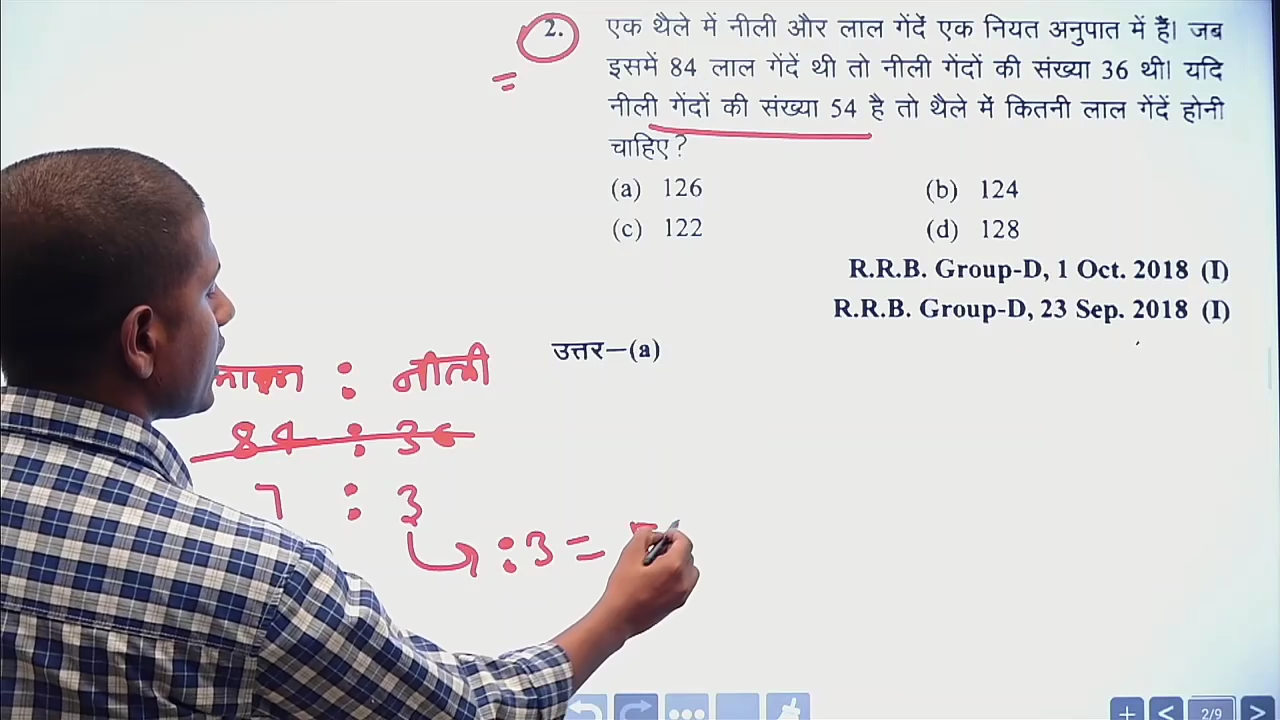 2. एक थैले में नीली और लाल गेंदें एक नियत अनुपात में हैं। जब
इसमें 84 लाल गेंदें थी तो नीली गेंदों की संख्या 36 थी। यदि
नीली गेंदों की संख्या 54 है तो थैले में कितनी लाल गेंदें होनी
चाहिए?
(a) 126 (b) 124
(c) 122 (d) 128
R.R.B. Group-D, 1 Oct. 2018 (I)
R.R.B. Group-D, 23 Sep. 2018 (I)
उत्तर–(a)
: नीली
84 : 36
7 : 3
: 3 =
2/9